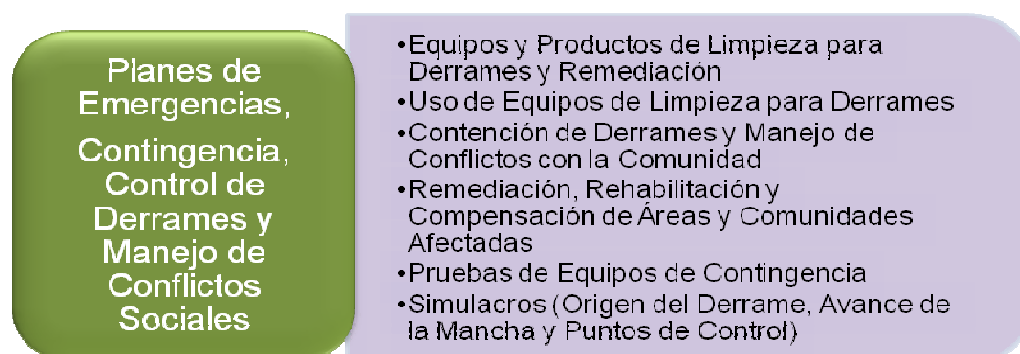 Planes de
Emergencias,
Contingencia,
Control de
Derrames y
Manejo de
Conflictos
Sociales
•Equipos y Productos de Limpieza para
Derrames y Remediación
•Uso de Equipos de Limpieza para Derrames
•Contención de Derrames y Manejo de
Conflictos con la Comunidad
•Remediación, Rehabilitación y
Compensación de Áreas y Comunidades
Afectadas
•Pruebas de Equipos de Contingencia
•Simulacros (Origen del Derrame, Avance de
la Mancha y Puntos de Control)